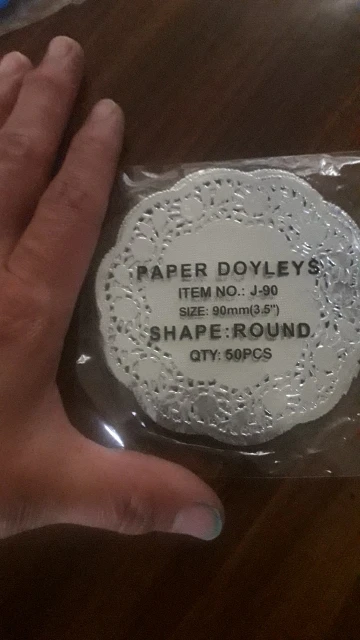 PAPER DOYLEYS
ITEM NO.: J-90
SIZE: 90mm(3.5")
SHAPE:ROUND
QTY: 50PCS